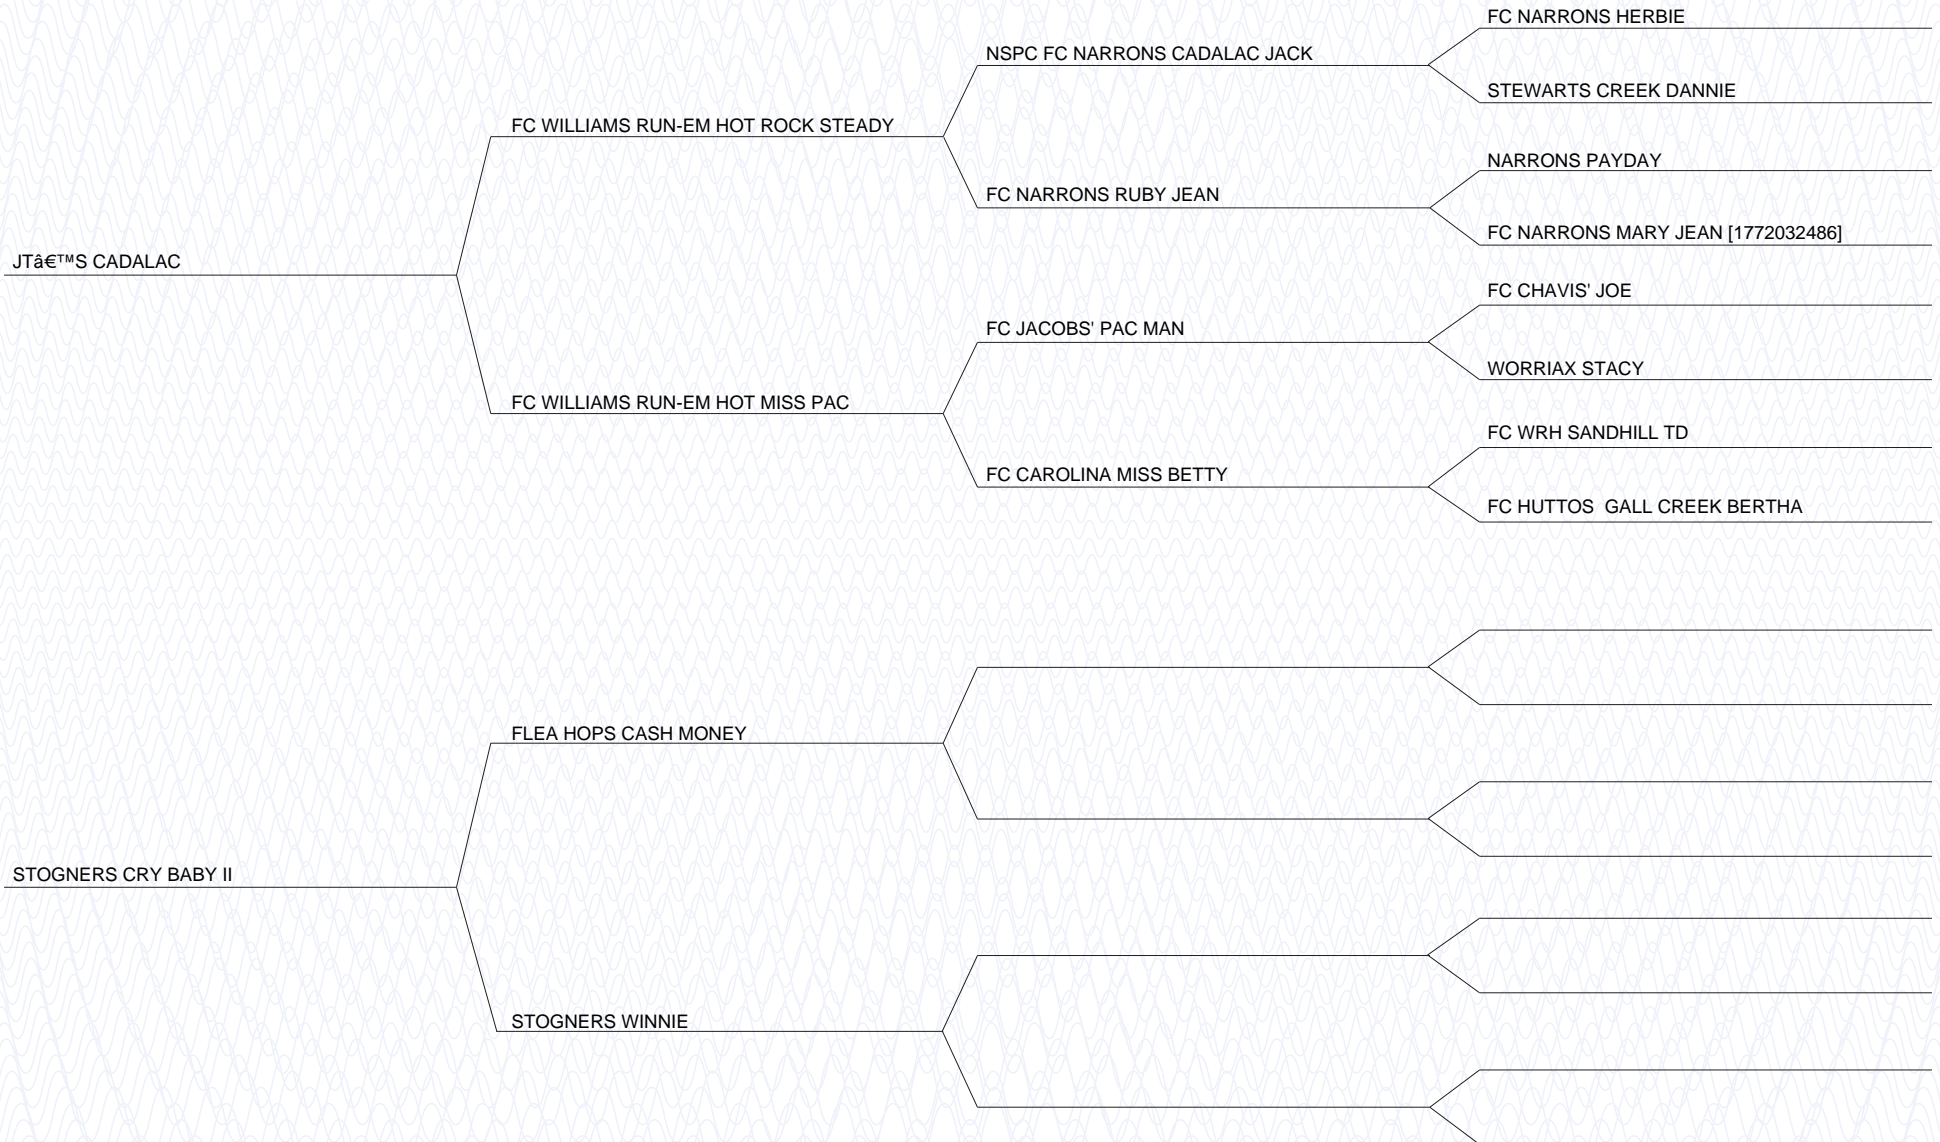 FC NARRONS HERBIE
NSPC FC NARRONS CADALAC JACK
STEWARTS CREEK DANNIE
FC WILLIAMS RUN-EM HOT ROCK STEADY
NARRONS PAYDAY
FC NARRONS RUBY JEAN
FC NARRONS MARY JEAN [1772032486]
JTâ€™S CADALAC
FC CHAVIS' JOE
FC JACOBS' PAC MAN
WORRIAX STACY
FC WILLIAMS RUN-EM HOT MISS PAC
FC WRH SANDHILL TD
FC CAROLINA MISS BETTY
FC HUTTOS  GALL CREEK BERTHA
FLEA HOPS CASH MONEY
STOGNERS CRY BABY II
STOGNERS WINNIE